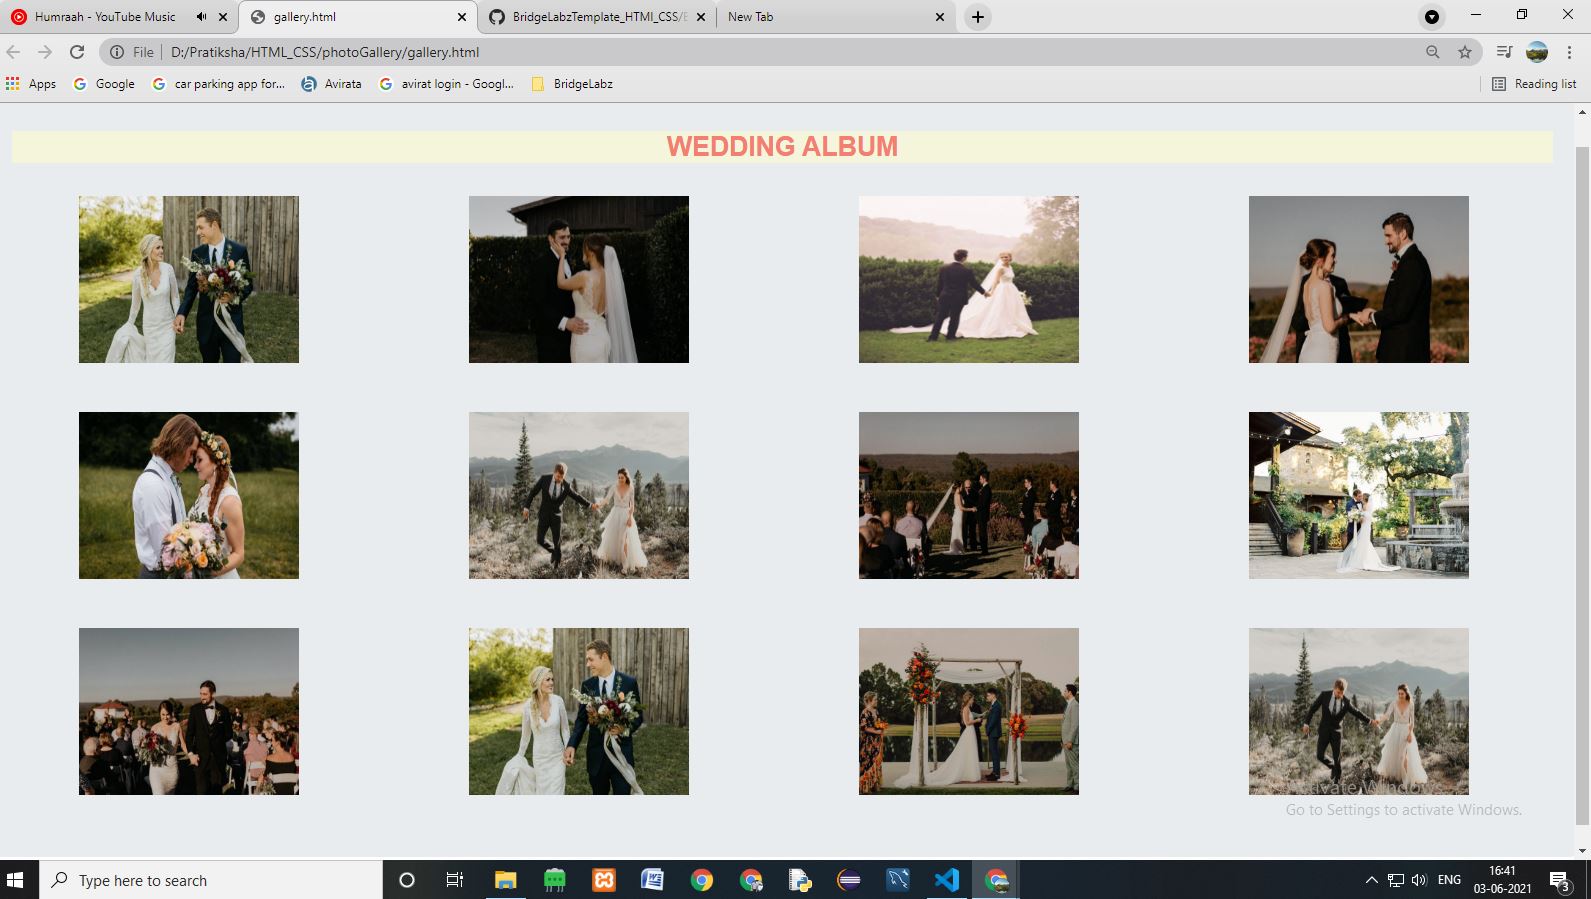 Humraah - YouTube Music
gallery.html
BridgeLabzTemplate_HTMl_CSS/
New Tab
File
D:/Pratiksha/HTML_CSS/photoGallery/gallery.html
Apps
Google
car parking app for...
Avirata
avirat login - Googl...
BridgeLabz
Reading list
WEDDING ALBUM
Activate Windows
Go to Settings to activate Windows.
Type here to search
ENG
16:41
03-06-2021
3